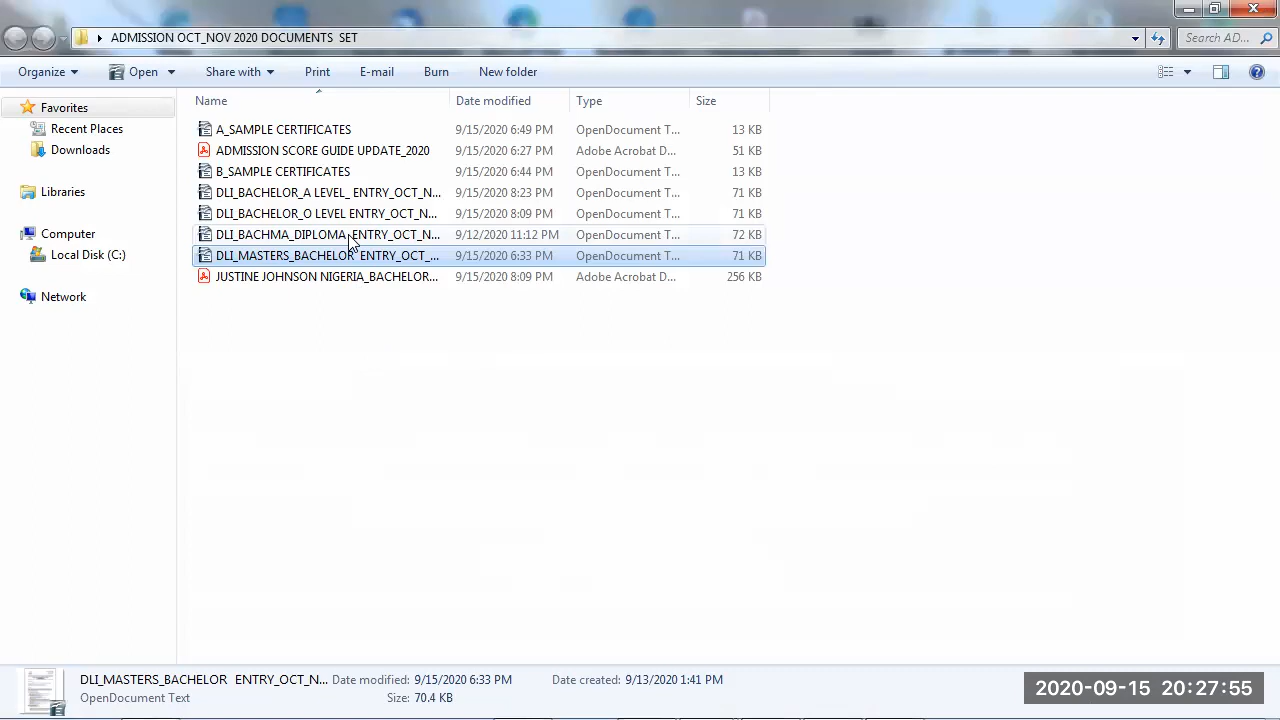 ADMISSION OCT_NOV 2020 DOCUMENTS SET
Search AD...
Organize Open Share with Print E-mail Burn New folder
Favorites
Recent Places
Downloads
Libraries
Computer
Local Disk (C:)
Network
Name Date modified Type Size
A_SAMPLE CERTIFICATES 9/15/2020 6:49 PM OpenDocument T... 13 KB
ADMISSION SCORE GUIDE UPDATE_2020 9/15/2020 6:27 PM Adobe Acrobat D... 51 KB
B_SAMPLE CERTIFICATES 9/15/2020 6:44 PM OpenDocument T... 13 KB
DLI_BACHELOR_A LEVEL_ENTRY_OCT_N... 9/15/2020 8:23 PM OpenDocument T... 71 KB
DLI_BACHELOR_O LEVEL ENTRY_OCT_N... 9/15/2020 8:09 PM OpenDocument T... 71 KB
DLI_BACHMA_DIPLOMA_ENTRY_OCT_N... 9/12/2020 11:12 PM OpenDocument T... 72 KB
DLI_MASTERS_BACHELOR ENTRY_OCT_... 9/15/2020 6:33 PM OpenDocument T... 71 KB
JUSTINE JOHNSON NIGERIA_BACHELOR... 9/15/2020 8:09 PM Adobe Acrobat D... 256 KB
DLI_MASTERS_BACHELOR ENTRY_OCT_N... Date modified: 9/15/2020 6:33 PM Date created: 9/13/2020 1:41 PM
OpenDocument Text Size: 70.4 KB
2020-09-15 20:27:55